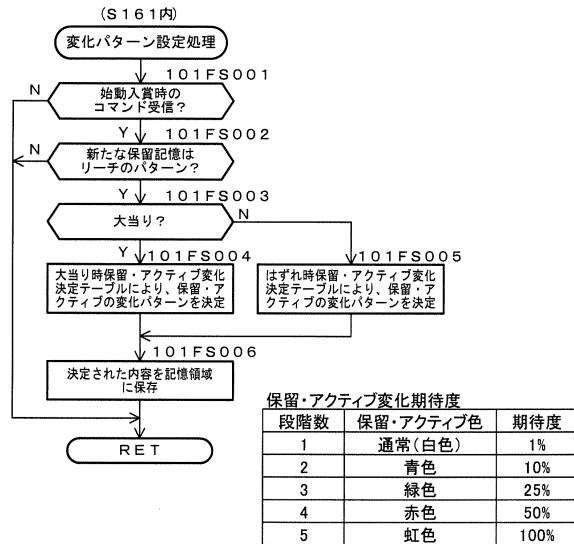 (S161内)
変化パターン設定処理
101FS001
N
始動入賞時の
コマンド受信?
Y
101FS002
N
新たな保留記憶は
リーチのパターン?
Y
101FS003
大当り?
N
Y
101FS004
大当り時保留・アクティブ変化
決定テーブルにより、保留・ア
クティブの変化パターンを決定
101FS005
はずれ時保留・アクティブ変化
決定テーブルにより、保留・ア
クティブの変化パターンを決定
101FS006
決定された内容を記憶領域
に保存
RET
保留・アクティブ変化期待度
段階数 保留・アクティブ色 期待度
1 通常(白色) 1%
2 青色 10%
3 緑色 25%
4 赤色 50%
5 虹色 100%